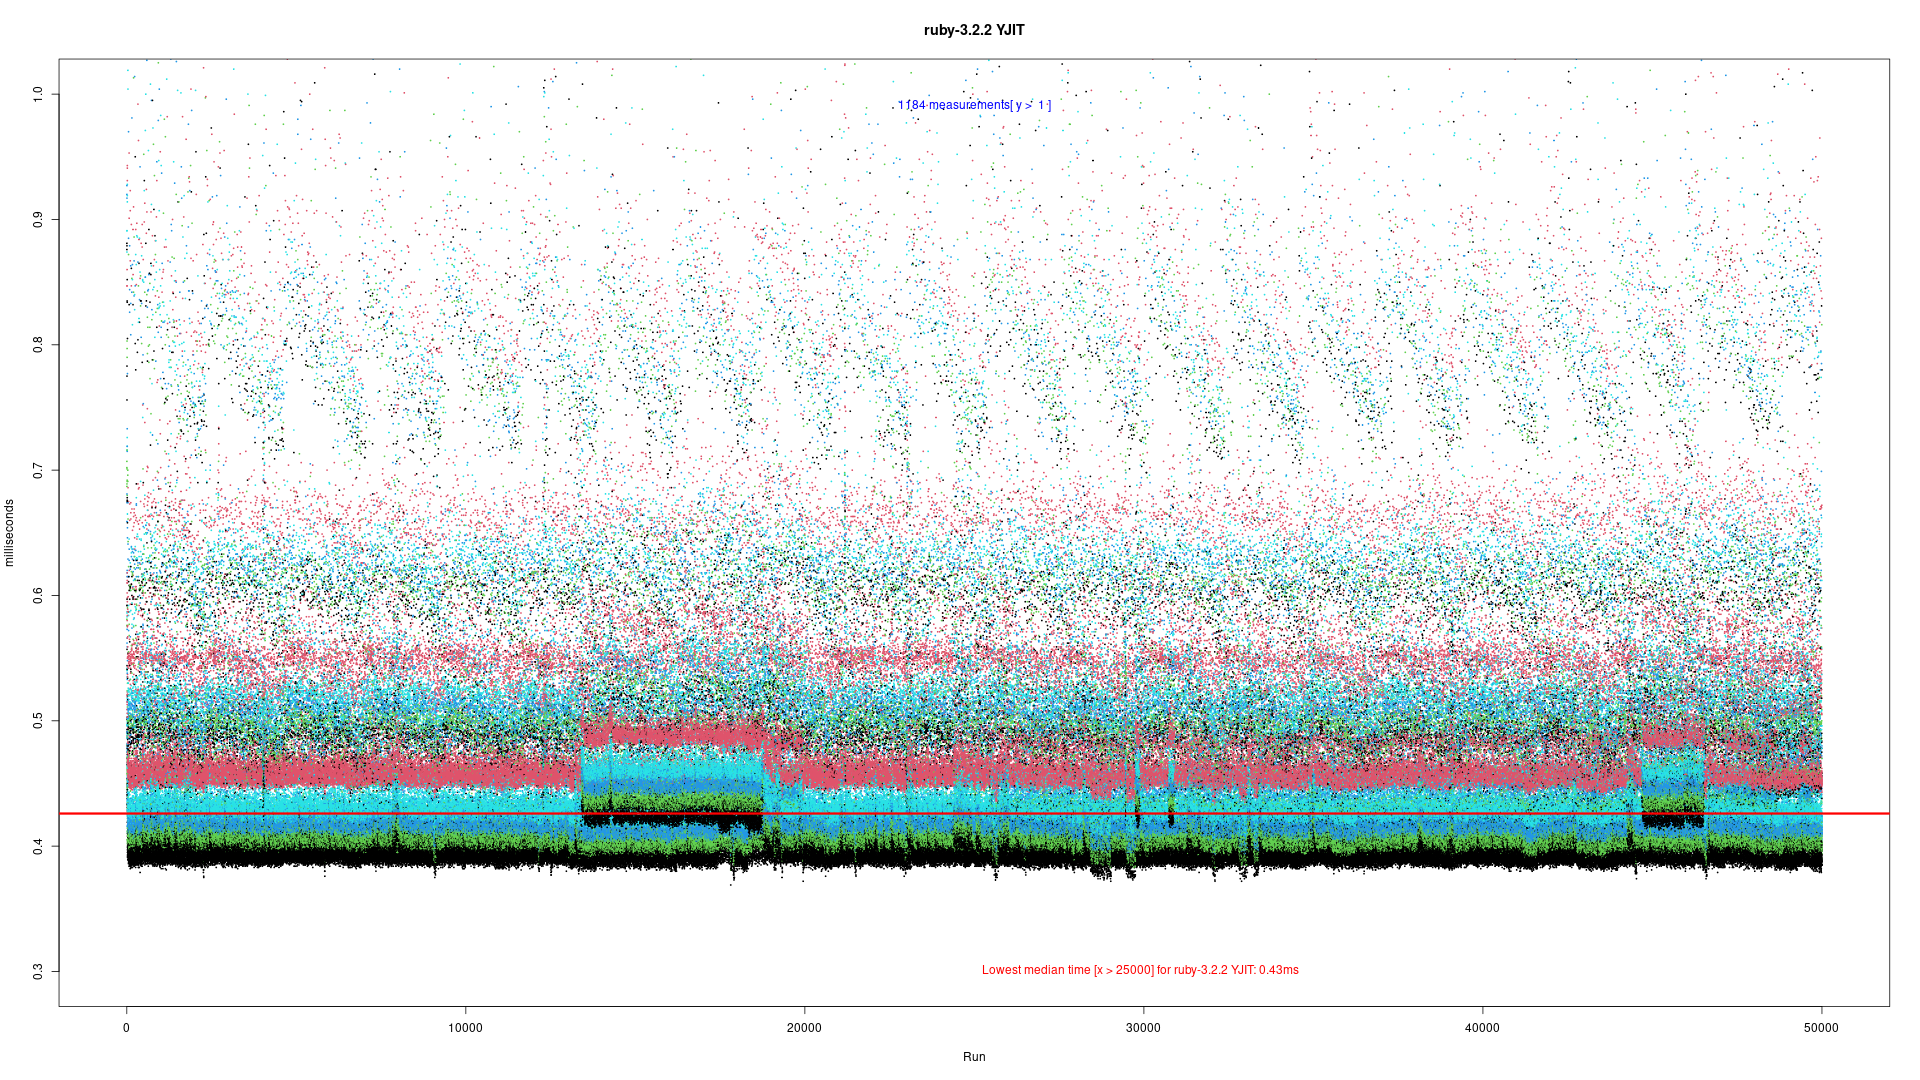 ruby-3.2.2 YJIT
1184 measurements[ y > 1 ]
milliseconds
1.0
0.9
0.8
0.7
0.6
0.5
0.4
0.3
Lowest median time [x > 25000] for ruby-3.2.2 YJIT: 0.43ms
0 10000 20000 30000 40000 50000
Run